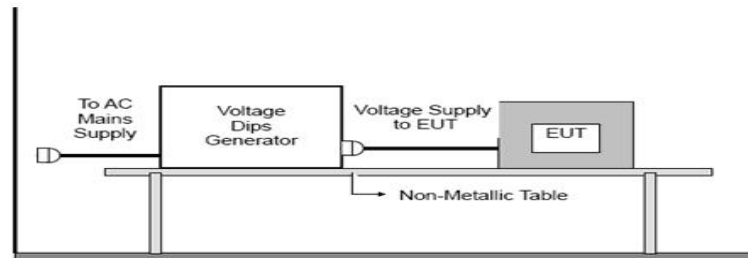 To AC
Mains
Supply
Voltage
Dips
Generator
Voltage Supply
to EUT
EUT
Non-Metallic Table